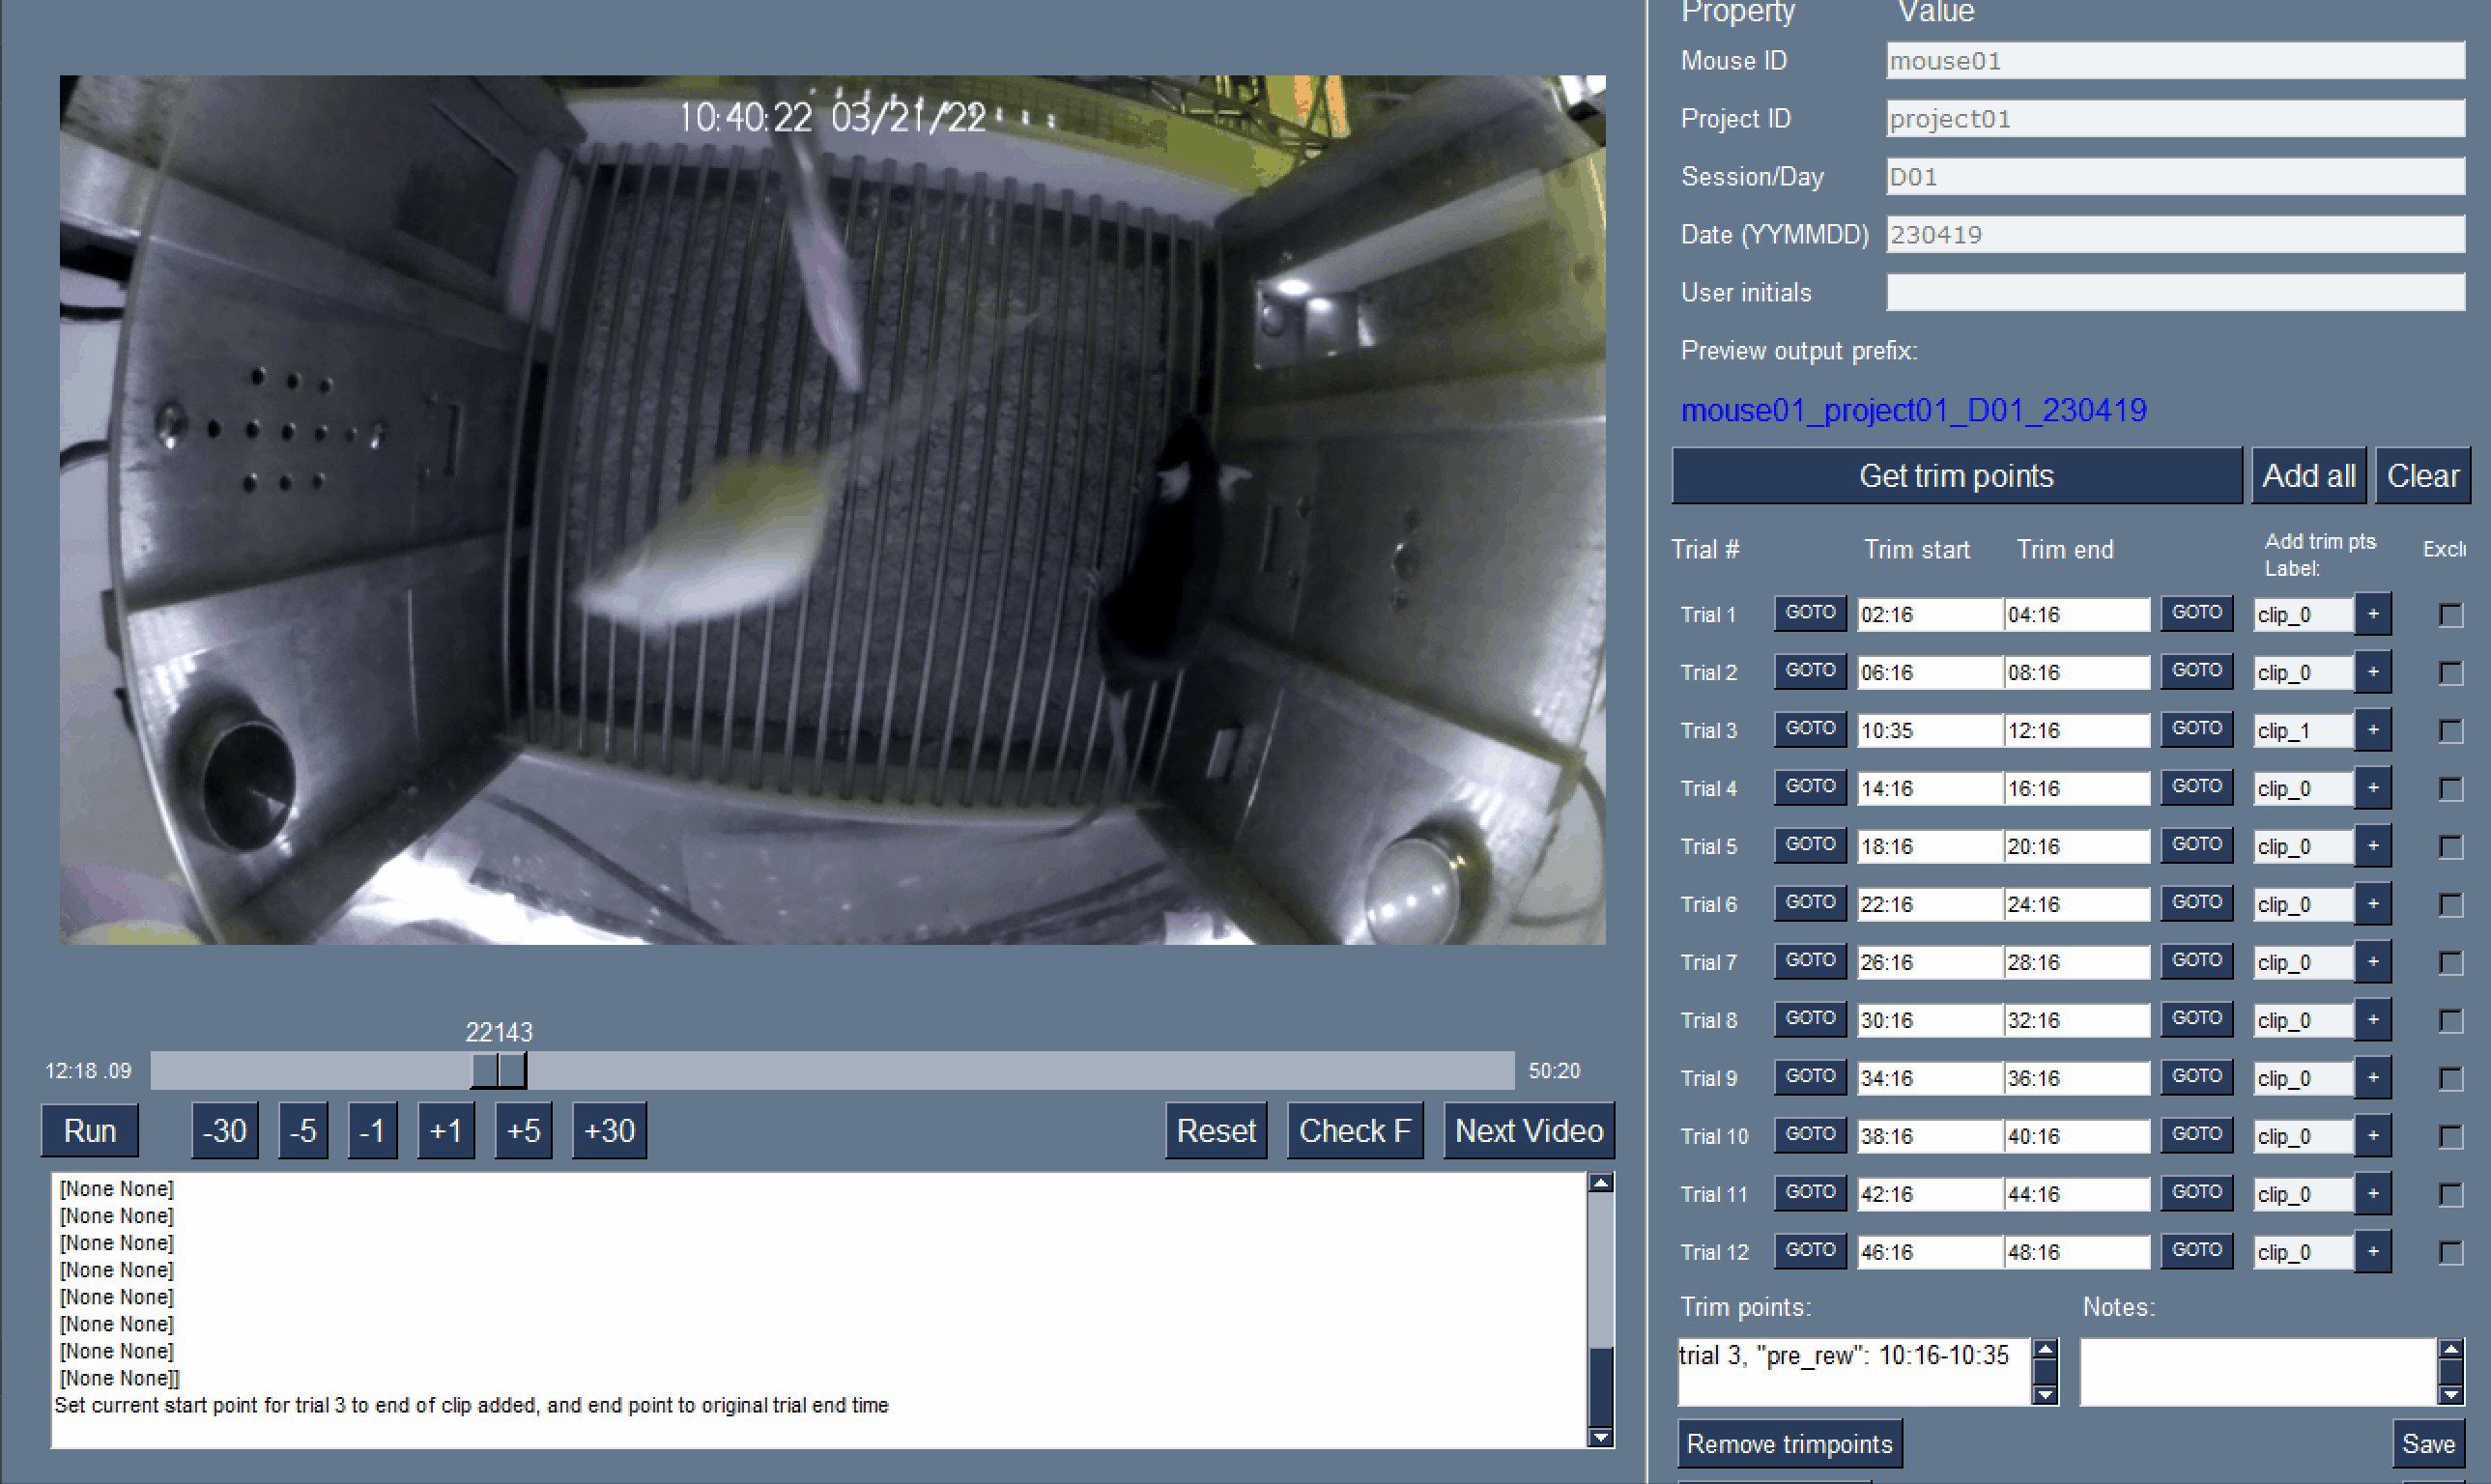 Property Value
Mouse ID mouse01
Project ID project01
Session/Day D01
Date (YYMMDD) 230419
User initials
Preview output prefix:
mouse01_project01_D01_230419
Get trim points Add all Clear
Trial # Trim start Trim end Add trim pts Label: Excl
Trial 1 GOTO 02:16 04:16 GOTO clip_0 +
Trial 2 GOTO 06:16 08:16 GOTO clip_0 +
Trial 3 GOTO 10:35 12:16 GOTO clip_1 +
Trial 4 GOTO 14:16 16:16 GOTO clip_0 +
Trial 5 GOTO 18:16 20:16 GOTO clip_0 +
Trial 6 GOTO 22:16 24:16 GOTO clip_0 +
Trial 7 GOTO 26:16 28:16 GOTO clip_0 +
Trial 8 GOTO 30:16 32:16 GOTO clip_0 +
Trial 9 GOTO 34:16 36:16 GOTO clip_0 +
Trial 10 GOTO 38:16 40:16 GOTO clip_0 +
Trial 11 GOTO 42:16 44:16 GOTO clip_0 +
Trial 12 GOTO 46:16 48:16 GOTO clip_0 +
Trim points: Notes:
trial 3, "pre_rew": 10:16-10:35
Remove trimpoints Save
10:40:22 03/21/22
22143
12:18 .09 50:20
Run -30 -5 -1 +1 +5 +30 Reset Check F Next Video
[None None]
[None None]
[None None]
[None None]
[None None]
[None None]
[None None]
[None None]]
Set current start point for trial 3 to end of clip added, and end point to original trial end time